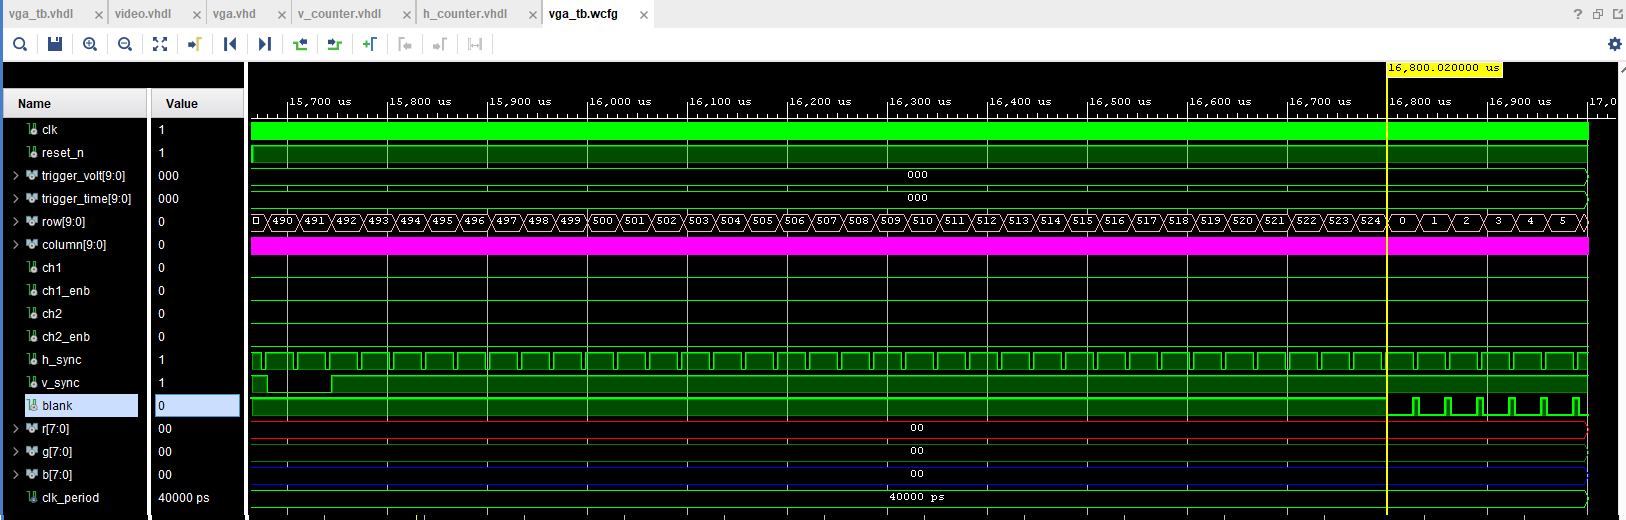 vga_tb.vhdl × video.vhdl × vga.vhd × v_counter.vhdl × h_counter.vhdl × vga_tb.wcfg ×
16,800.020000 us
Name Value
15,700 us 15,800 us 15,900 us 16,000 us 16,100 us 16,200 us 16,300 us 16,400 us 16,500 us 16,600 us 16,700 us 16,800 us 16,900 us 17,0
clk 1
reset_n 1
trigger_volt[9:0] 000 000
trigger_time[9:0] 000 000
row[9:0] 0 490 491 492 493 494 495 496 497 498 499 500 501 502 503 504 505 506 507 508 509 510 511 512 513 514 515 516 517 518 519 520 521 522 523 524 0 1 2 3 4 5
column[9:0] 0
ch1 0
ch1_enb 0
ch2 0
ch2_enb 0
h_sync 1
v_sync 1
blank 0
r[7:0] 00 00
g[7:0] 00 00
b[7:0] 00 00
clk_period 40000 ps 40000 ps